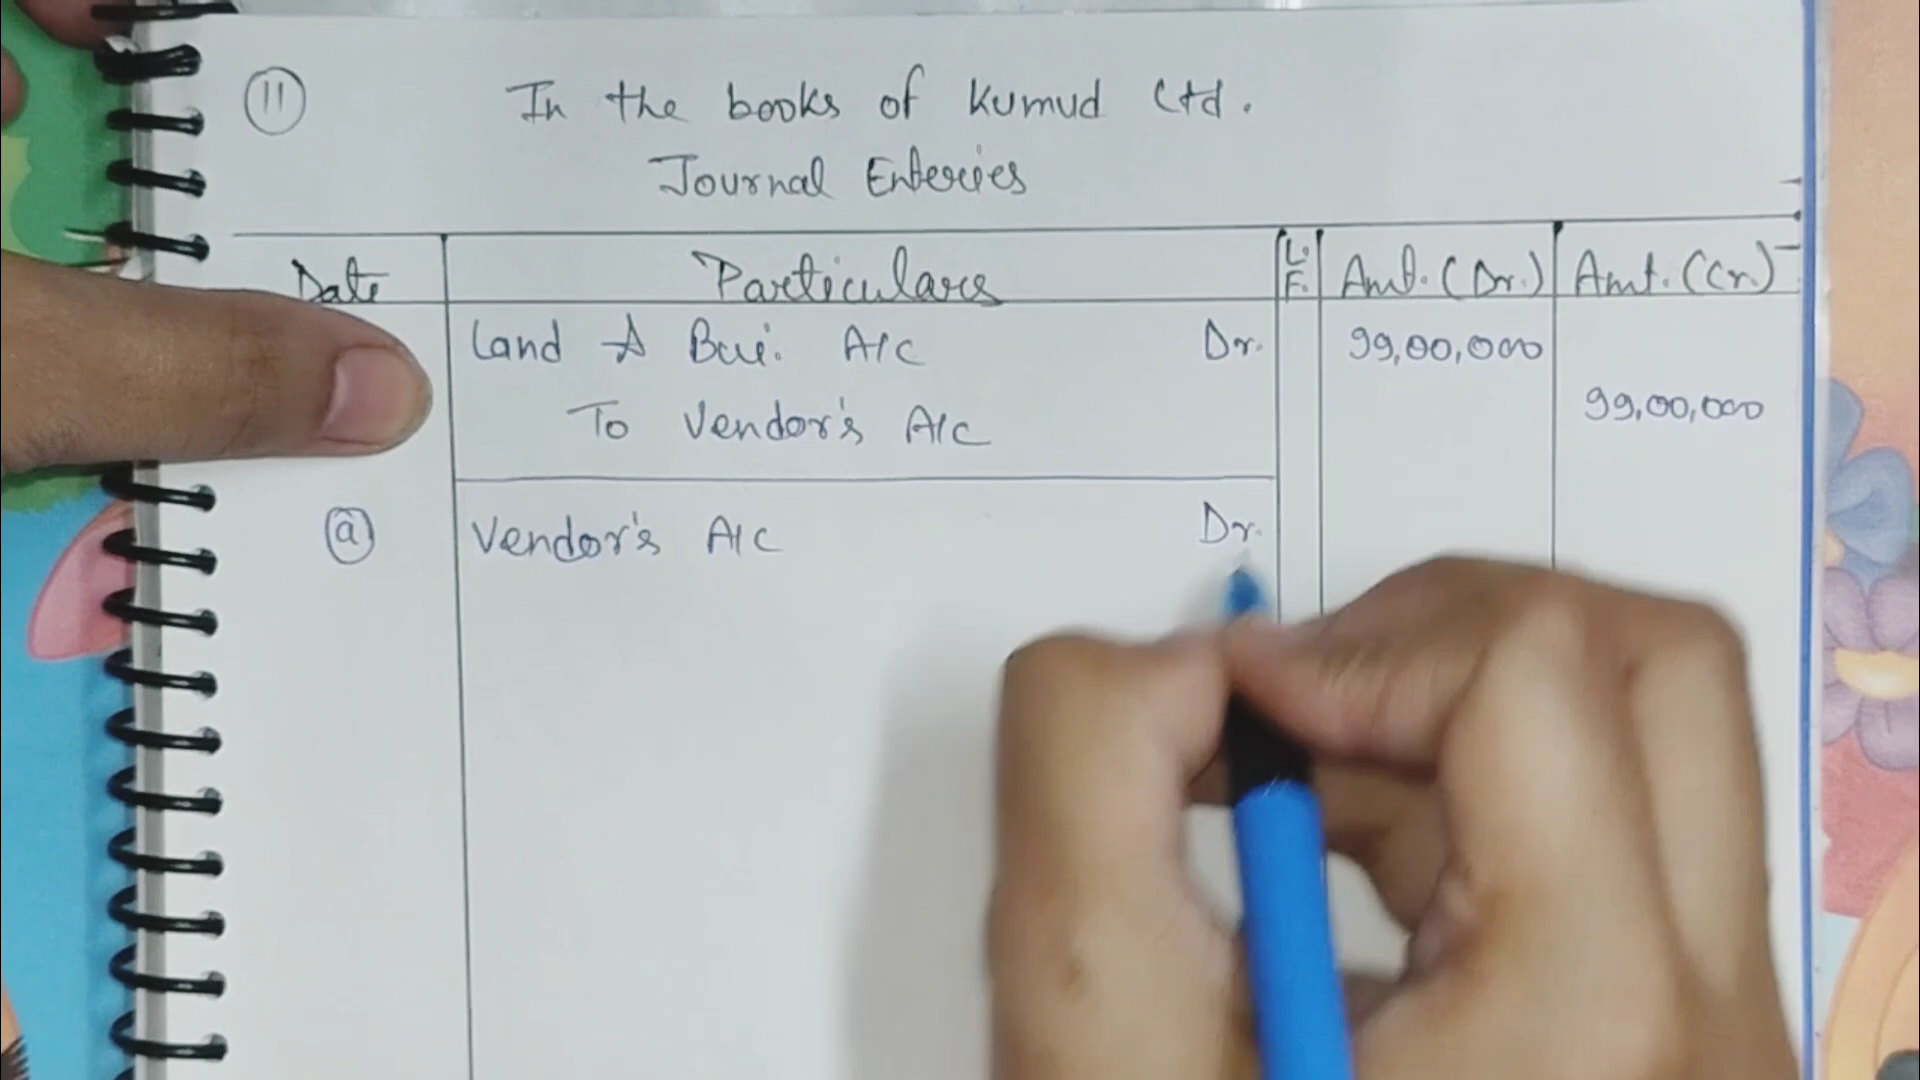 11 In the books of Kumud Ltd.
Journal Enteries
Date Particulars L.F. Amt. (Dr.) Amt. (Cr.)
Land & Bui. A/C Dr. 99,00,000
To Vendor's A/C 99,00,000
a Vendor's A/C Dr.